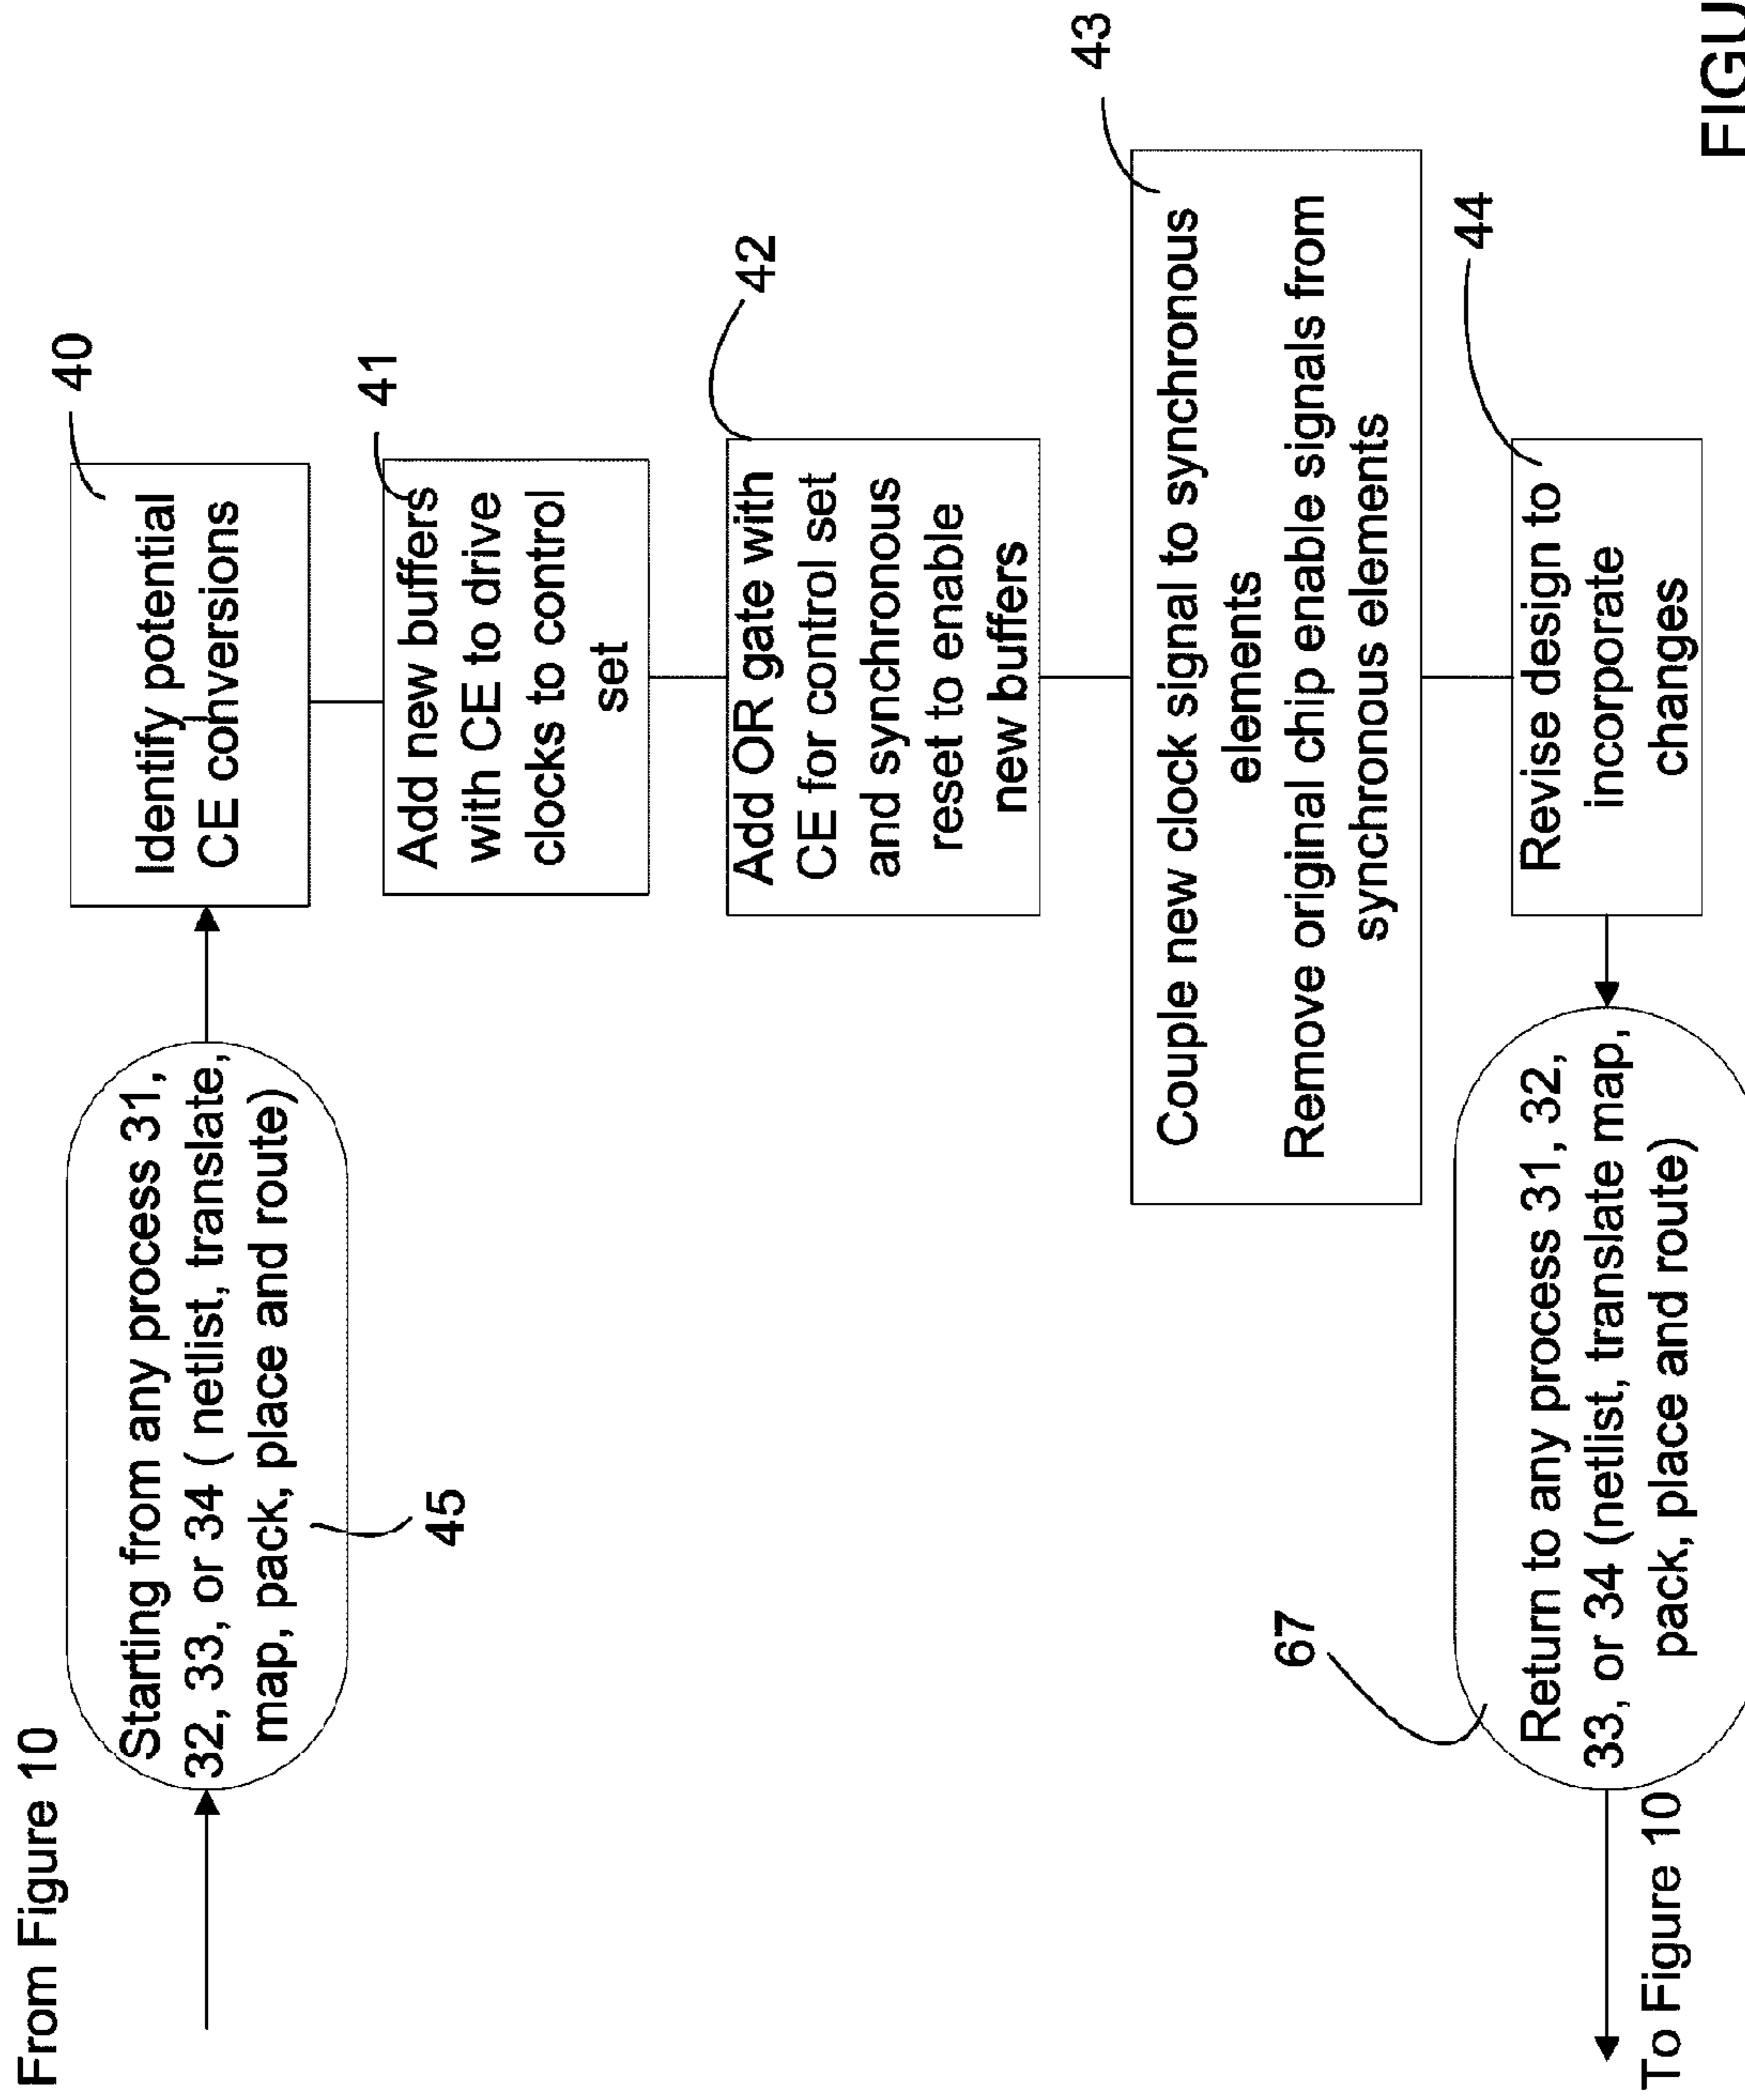 From Figure 10
Starting from any process 31,
32, 33, or 34 ( netlist, translate,
map, pack, place and route)
45
Identify potential
CE conversions
40
Add new buffers
with CE to drive
clocks to control
set
41
Add OR gate with
CE for control set
and synchronous
reset to enable
new buffers
42
Couple new clock signal to synchronous
elements
Remove original chip enable signals from
synchronous elements
43
Revise design to
incorporate
changes
44
Return to any process 31, 32,
33, or 34 (netlist, translate map,
pack, place and route)
67
To Figure 10